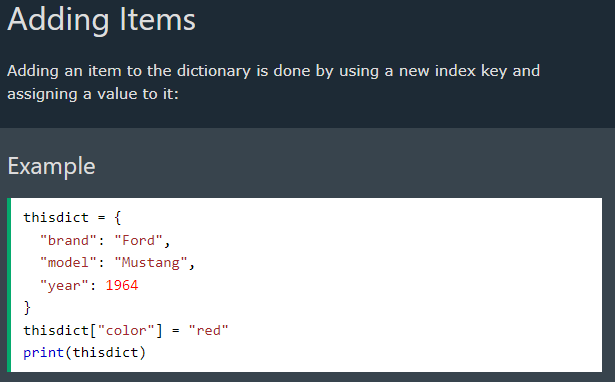 Adding Items
Adding an item to the dictionary is done by using a new index key and
assigning a value to it:
Example
thisdict = {
  "brand": "Ford",
  "model": "Mustang",
  "year": 1964
}
thisdict["color"] = "red"
print(thisdict)